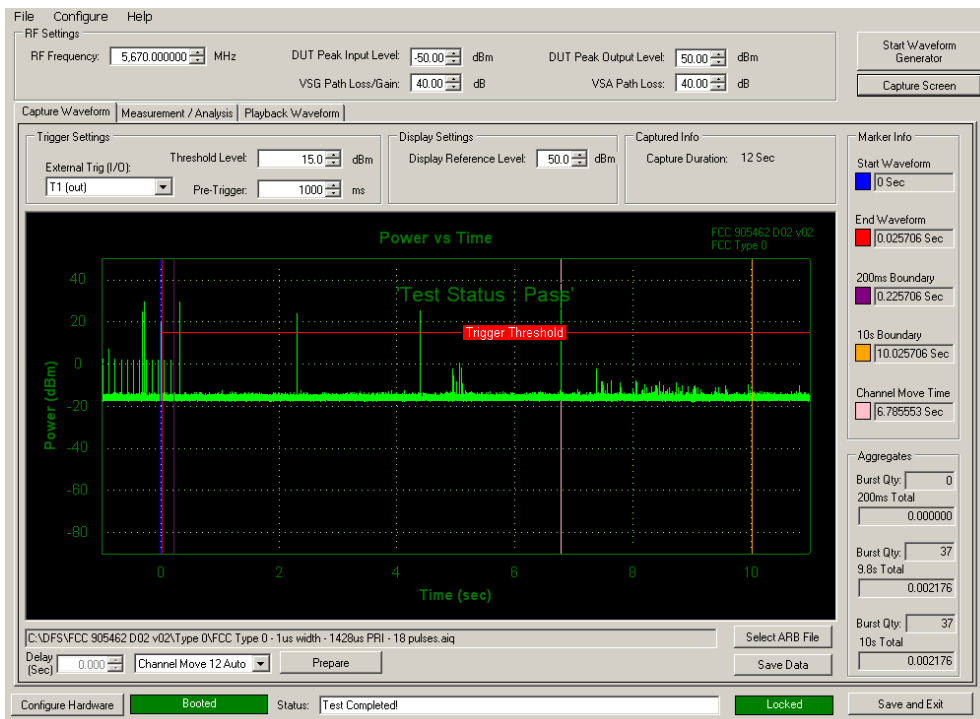 File Configure Help
RF Settings
RF Frequency: 5,670.000000 MHz
DUT Peak Input Level: -50.00 dBm
DUT Peak Output Level: 50.00 dBm
VSG Path Loss/Gain: 40.00 dB
VSA Path Loss: 40.00 dB
Start Waveform
Generator
Capture Screen
Capture Waveform Measurement / Analysis Playback Waveform
Trigger Settings
External Trig (I/O):
T1 (out)
Threshold Level: 15.0 dBm
Pre-Trigger: 1000 ms
Display Settings
Display Reference Level: 50.0 dBm
Captured Info
Capture Duration: 12 Sec
Marker Info
Start Waveform
0 Sec
End Waveform
0.025706 Sec
200ms Boundary
0.225706 Sec
10s Boundary
10.025706 Sec
Channel Move Time
6.785553 Sec
Power vs Time
FCC 905462 D02 v02
FCC Type 0
'Test Status : Pass'
Trigger Threshold
Power (dBm)
40
20
0
-20
-40
-60
-80
0 2 4 6 8 10
Time (sec)
Aggregates
Burst Qty: 0
200ms Total
0.000000
Burst Qty: 37
9.8s Total
0.002176
Burst Qty: 37
10s Total
0.002176
C:\DFS\FCC 905462 D02 v02\Type 0\FCC Type 0 - 1us width - 1428us PRI - 18 pulses.aiq
Select ARB File
Delay
(Sec) 0.000
Channel Move 12 Auto
Prepare
Save Data
Configure Hardware
Booted
Status: Test Completed!
Locked
Save and Exit